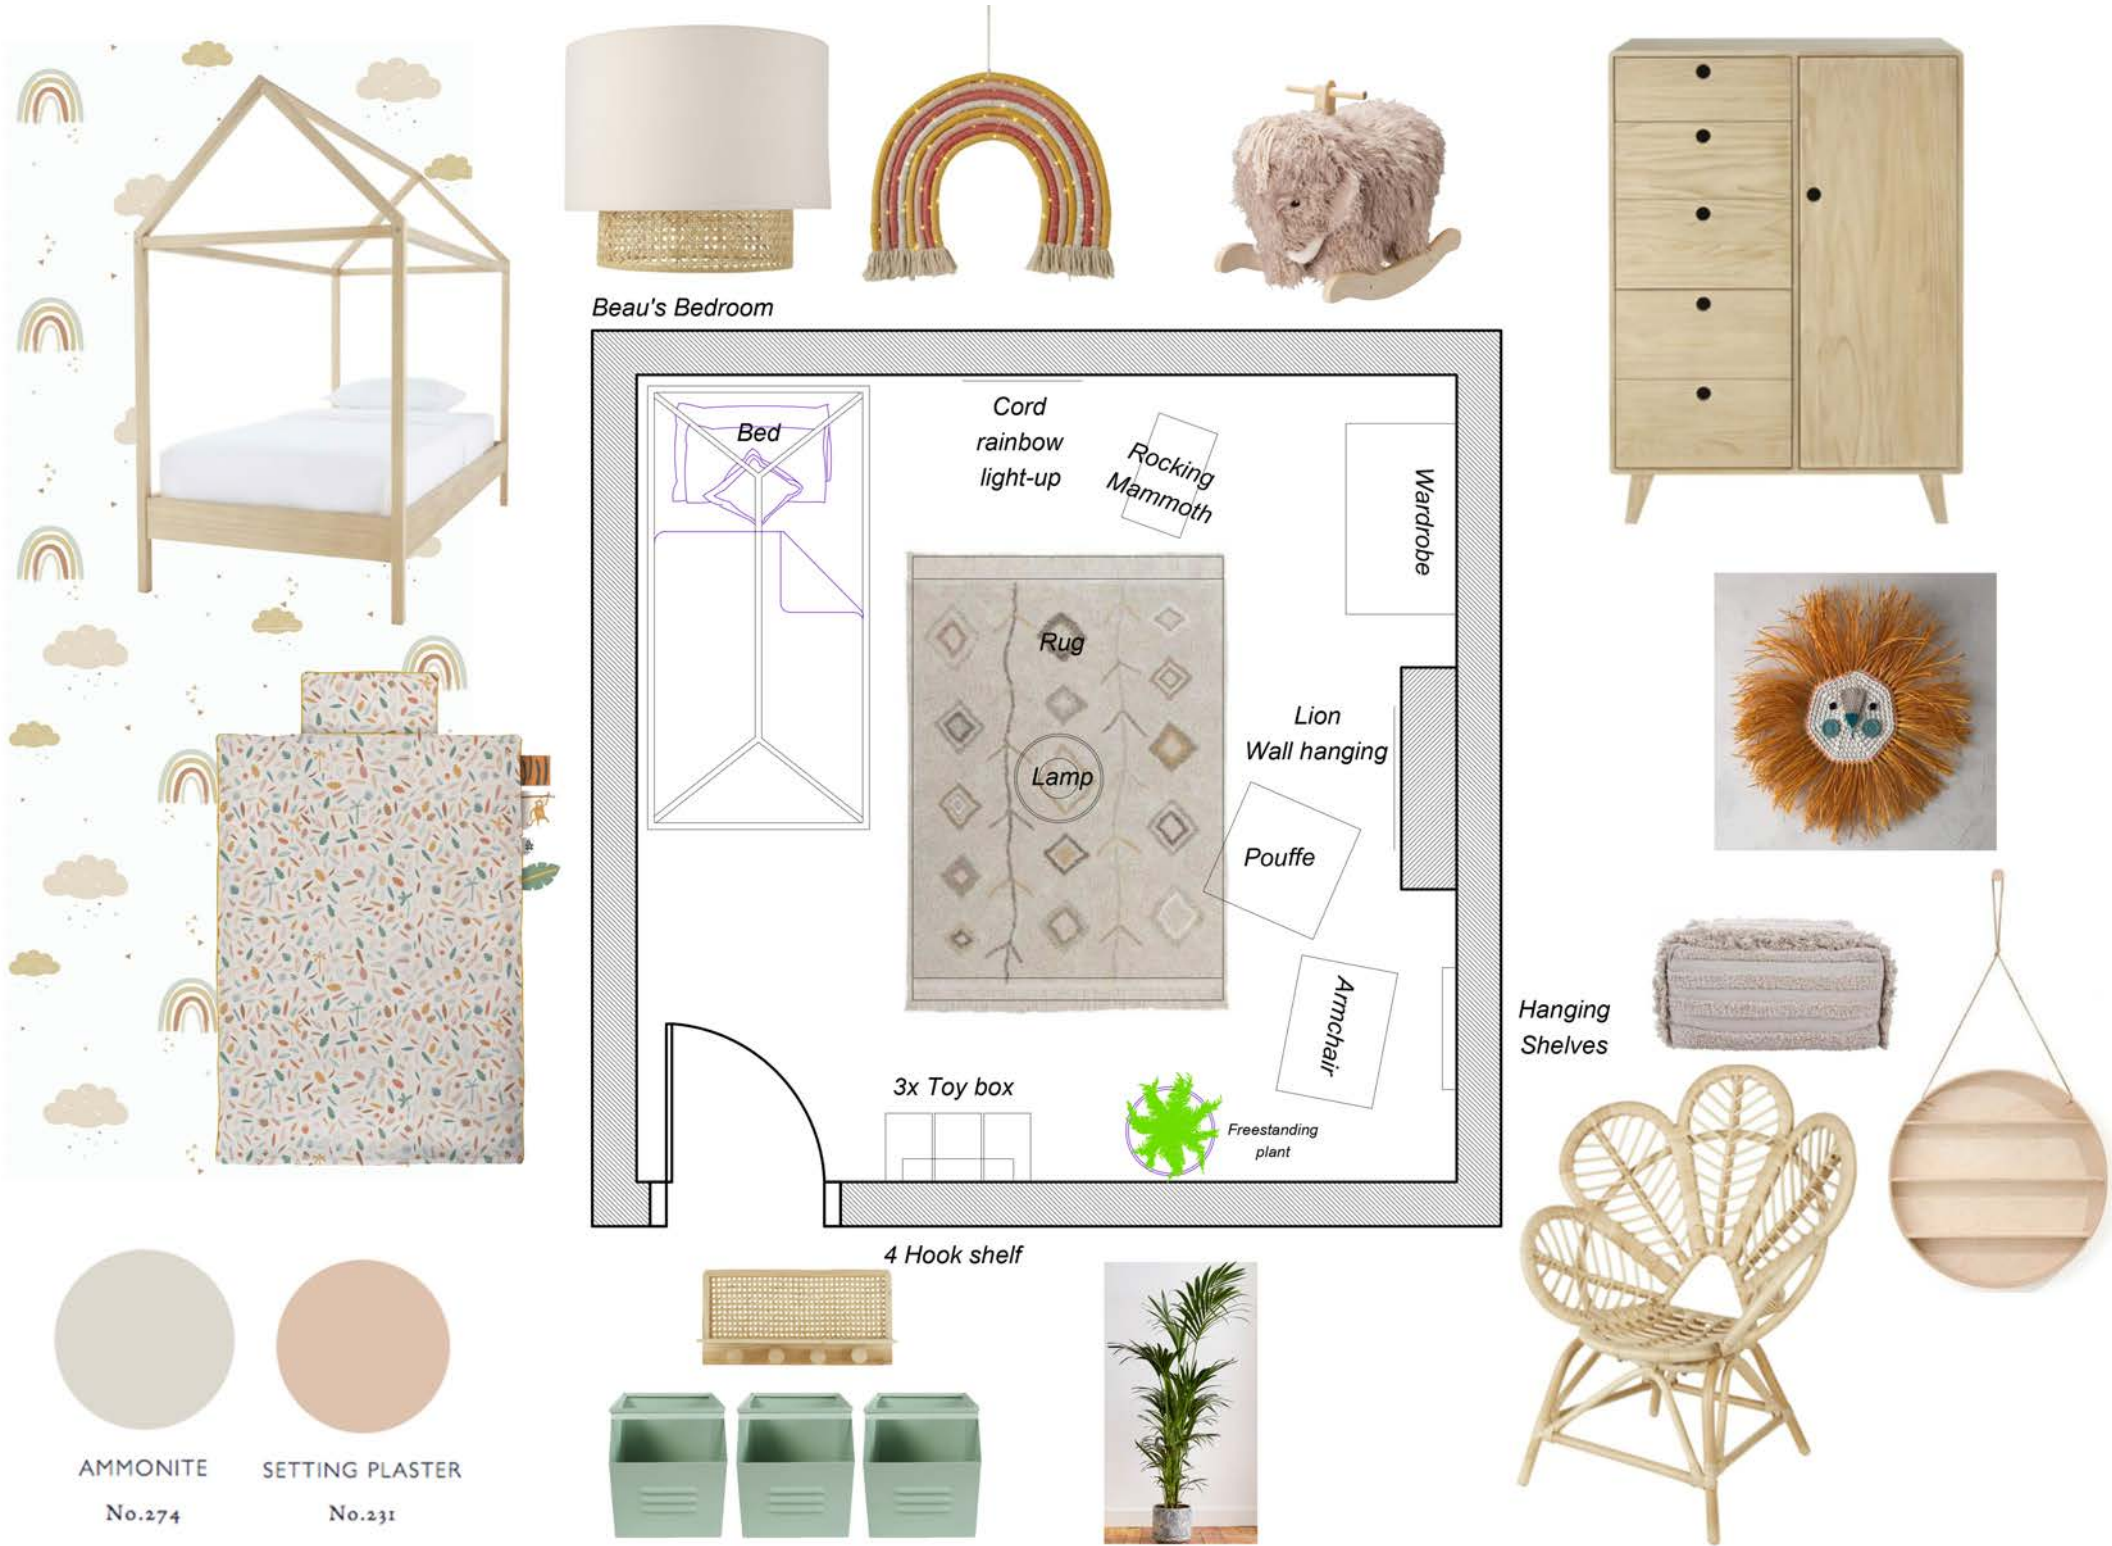 Beau's Bedroom
Bed
Cord
rainbow
light-up
Rocking
Mammoth
Wardrobe
Rug
Lion
Wall hanging
Lamp
Pouffe
Armchair
Hanging
Shelves
3x Toy box
Freestanding
plant
4 Hook shelf
AMMONITE
No.274
SETTING PLASTER
No.231